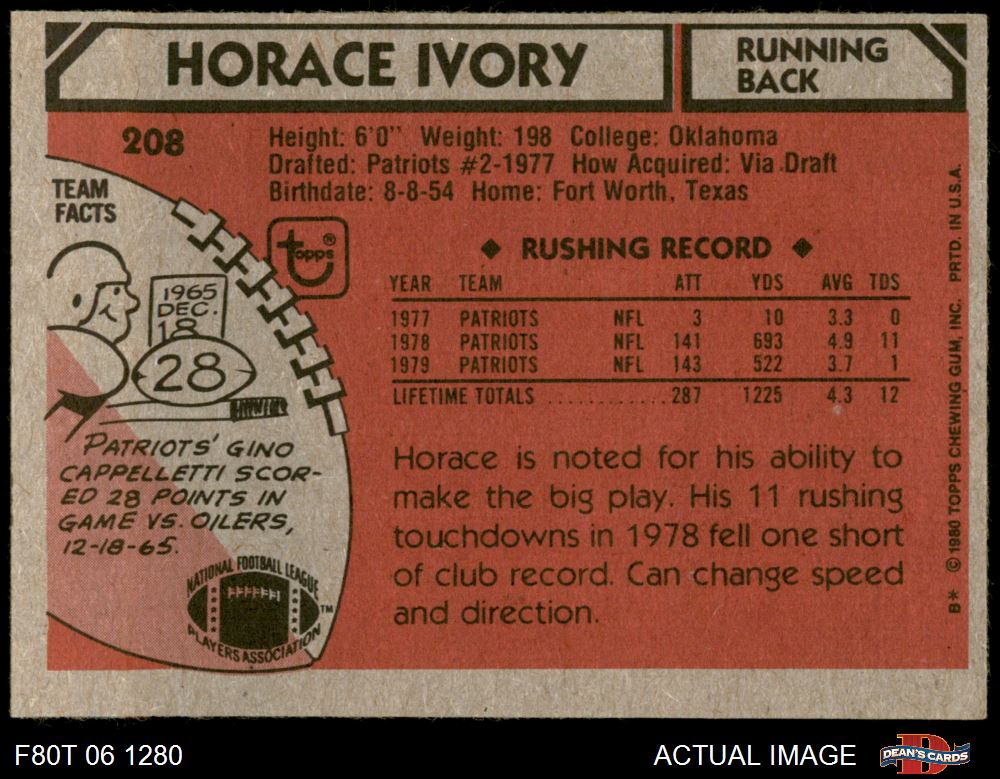 HORACE IVORY
RUNNING
BACK
208
Height: 6'0" Weight: 198 College: Oklahoma
Drafted: Patriots #2-1977 How Acquired: Via Draft
Birthdate: 8-8-54 Home: Fort Worth, Texas
TEAM
FACTS
1965
DEC.
18
28
topps®
◆ RUSHING RECORD ◆
YEAR TEAM ATT YDS AVG TDS
1977 PATRIOTS NFL 3 10 3.3 0
1978 PATRIOTS NFL 141 693 4.9 11
1979 PATRIOTS NFL 143 522 3.7 1
LIFETIME TOTALS ............ 287 1225 4.3 12
PATRIOTS' GINO
CAPPELLETTI SCOR-
ED 28 POINTS IN
GAME VS. OILERS,
12-18-65.
NATIONAL FOOTBALL LEAGUE
PLAYERS ASSOCIATION
TM
Horace is noted for his ability to
make the big play. His 11 rushing
touchdowns in 1978 fell one short
of club record. Can change speed
and direction.
B* ©1980 TOPPS CHEWING GUM, INC. PRTD. IN U.S.A.
F80T 06 1280
ACTUAL IMAGE
DEAN'S CARDS